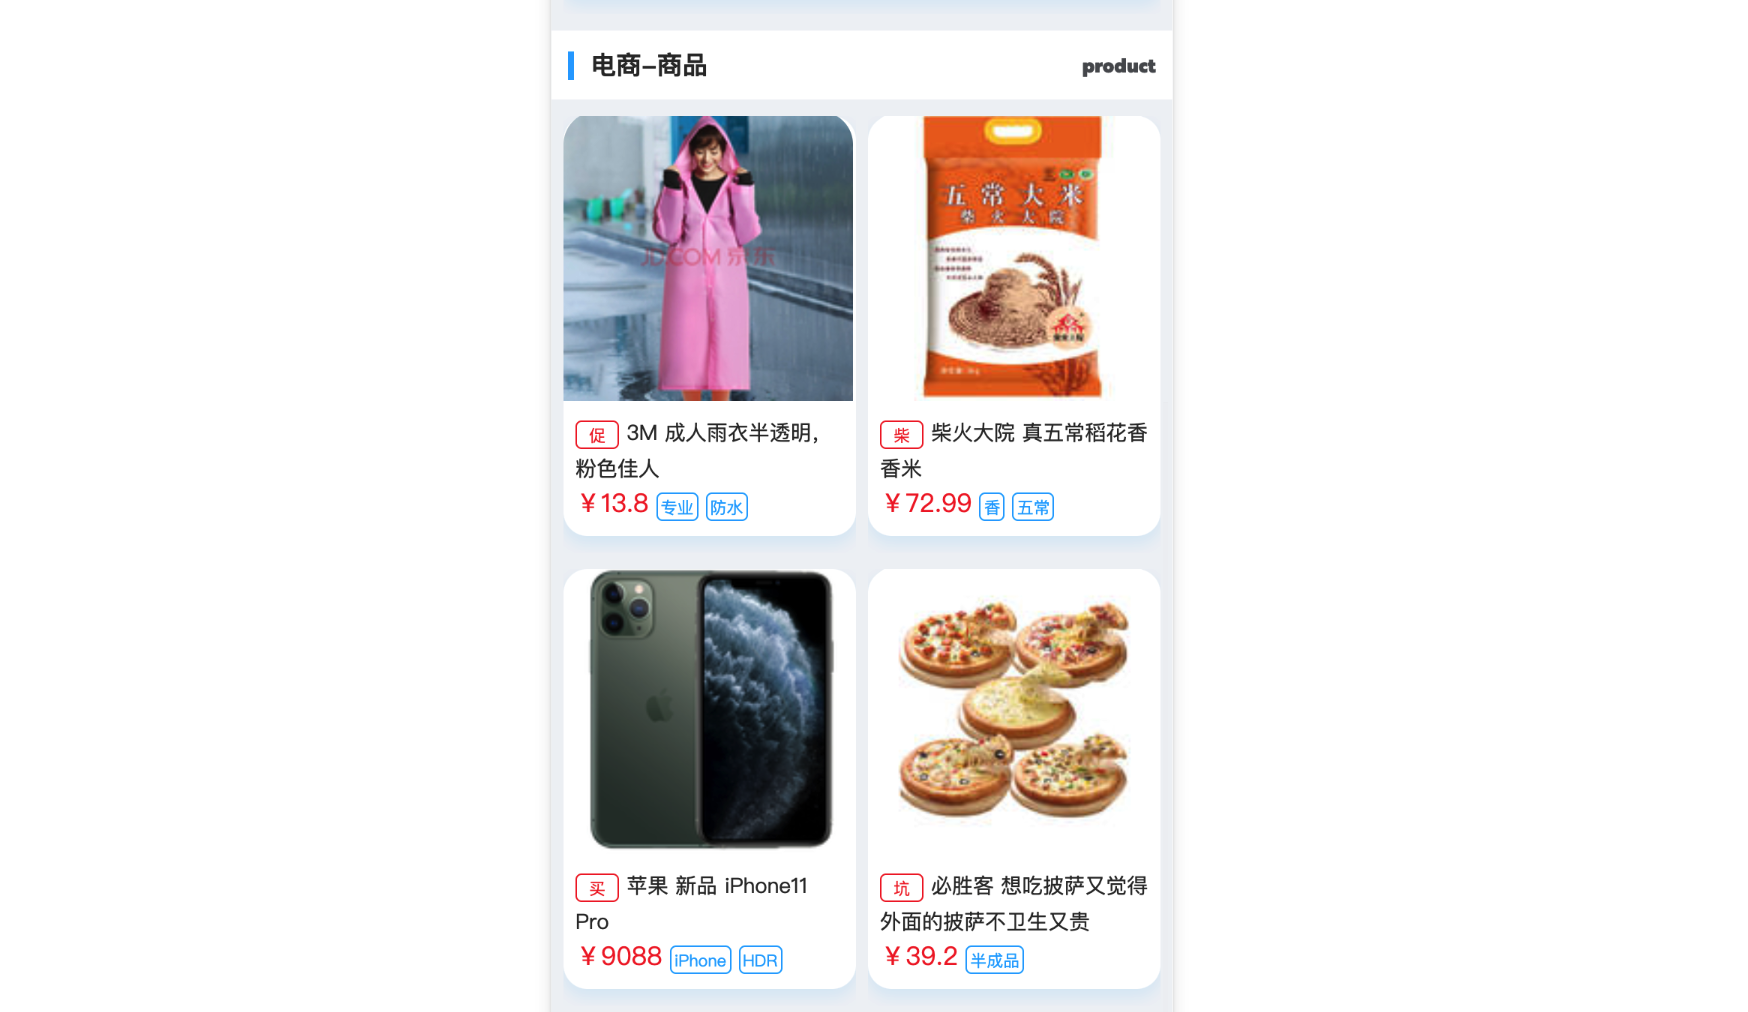 电商-商品
product
JD.COM 京东
五常大米
柴火大院
促 3M 成人雨衣半透明,
粉色佳人
¥13.8 专业 防水
柴 柴火大院 真五常稻花香
香米
¥72.99 香 五常
买 苹果 新品 iPhone11
Pro
¥9088 iPhone HDR
坑 必胜客 想吃披萨又觉得
外面的披萨不卫生又贵
¥39.2 半成品